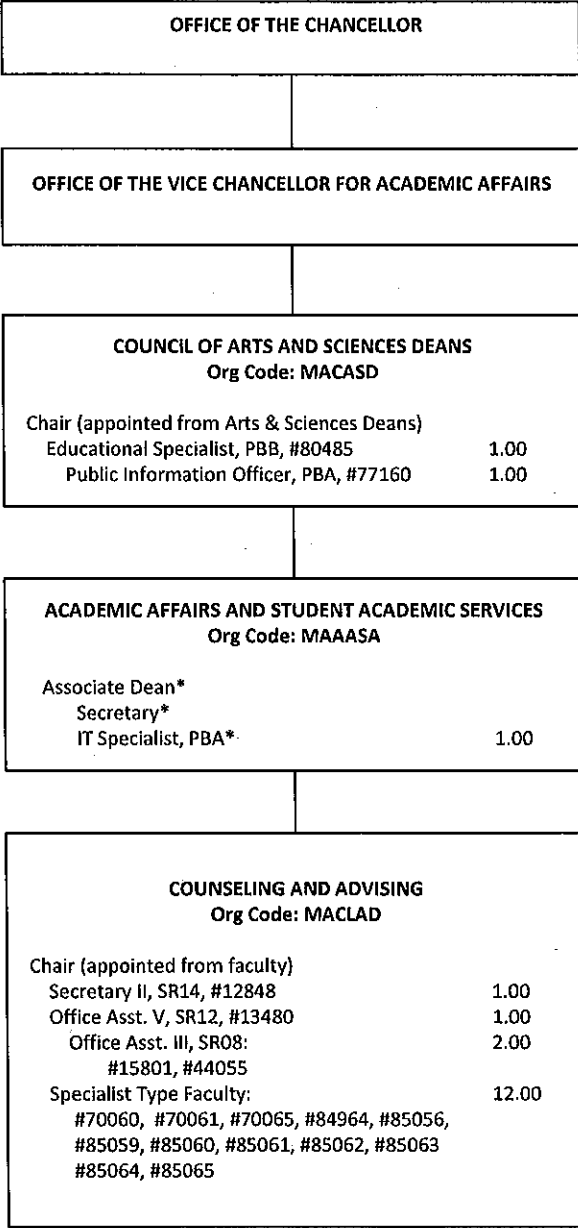 OFFICE OF THE CHANCELLOR
OFFICE OF THE VICE CHANCELLOR FOR ACADEMIC AFFAIRS
COUNCIL OF ARTS AND SCIENCES DEANS
Org Code: MACASD
Chair (appointed from Arts & Sciences Deans)
Educational Specialist, PBB, #80485 1.00
Public Information Officer, PBA, #77160 1.00
ACADEMIC AFFAIRS AND STUDENT ACADEMIC SERVICES
Org Code: MAAASA
Associate Dean*
Secretary*
IT Specialist, PBA* 1.00
COUNSELING AND ADVISING
Org Code: MACLAD
Chair (appointed from faculty)
Secretary II, SR14, #12848 1.00
Office Asst. V, SR12, #13480 1.00
Office Asst. III, SR08: 2.00
#15801, #44055
Specialist Type Faculty: 12.00
#70060, #70061, #70065, #84964, #85056,
#85059, #85060, #85061, #85062, #85063
#85064, #85065